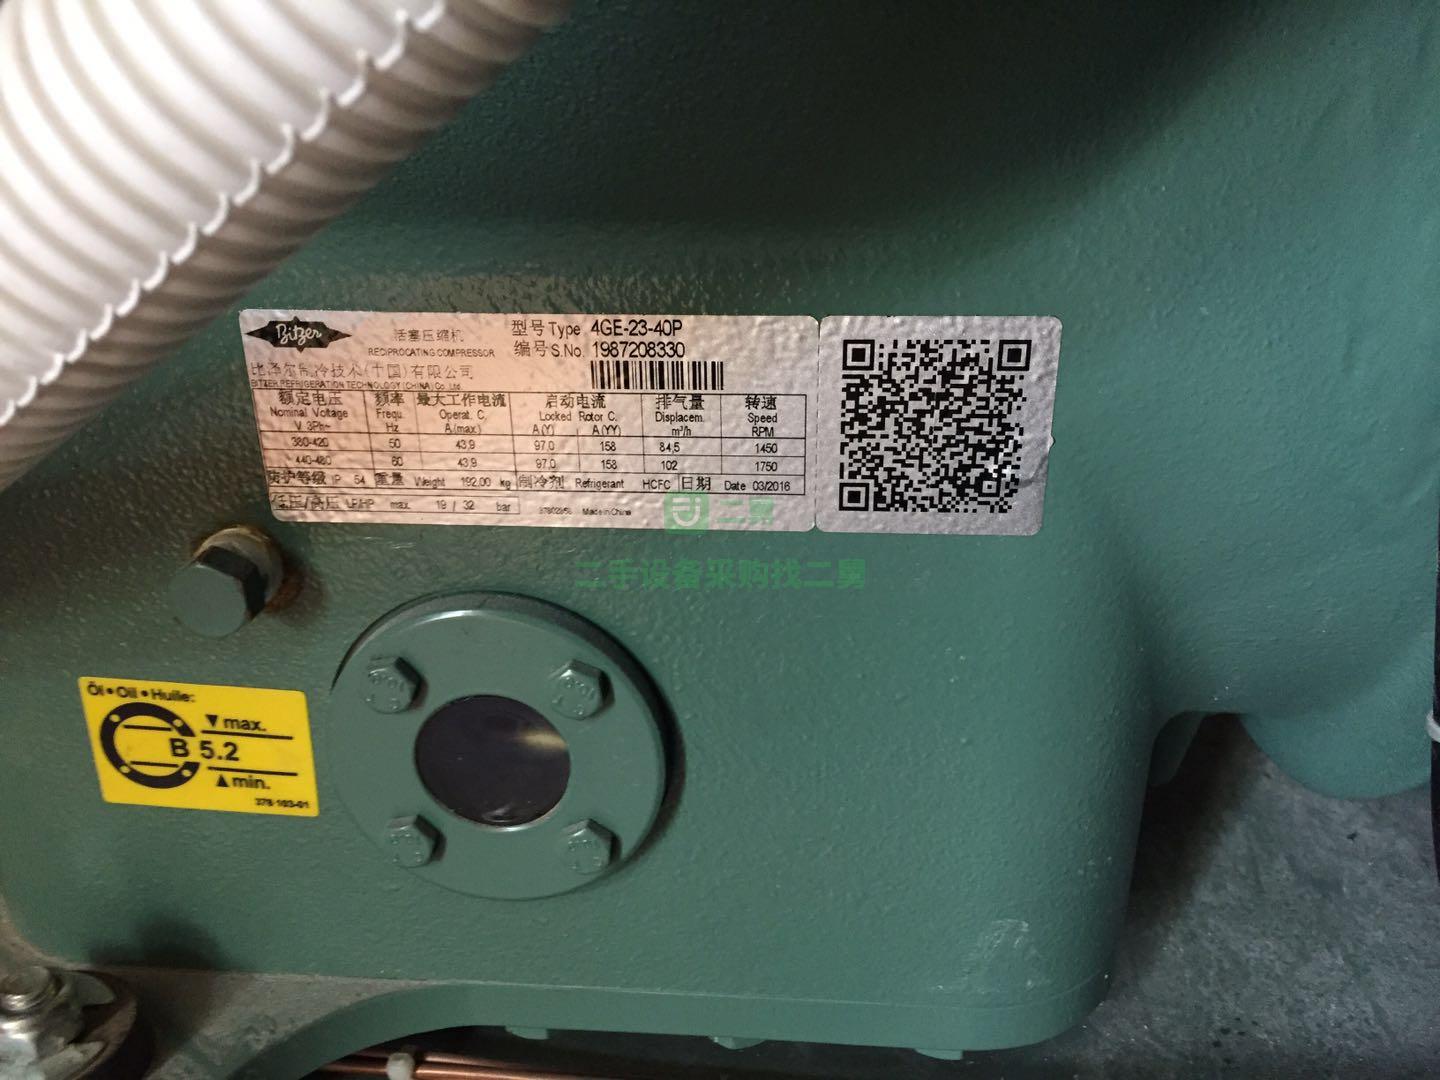 Bitzer
活塞压缩机
RECIPROCATING COMPRESSOR
型号 Type 4GE-23-40P
编号 S.No. 1987208330
比泽尔制冷技术(中国)有限公司
BITZER REFRIGERATION TECHNOLOGY (CHINA) Co. Ltd.
额定电压 频率 最大工作电流 启动电流 排气量 转速
Nominal Voltage Frequ. Operat. C. Locked Rotor C. Displacem. Speed
V 3Ph~ Hz A.(max) A(Y) A(YY) m³/h RPM
380-420 50 43.9 97.0 158 84,5 1450
440-480 60 43.9 97.0 158 102 1750
防护等级 IP 54 重量 Weight 192.00 kg 制冷剂 Refrigerant HCFC 日期 Date 03/2016
低压/高压 LP/HP max. 19 / 32 bar Made in China
二舅
二手设备采购找二舅
Öl • Oil • Huile:
max.
B 5.2
min.
378 103-01